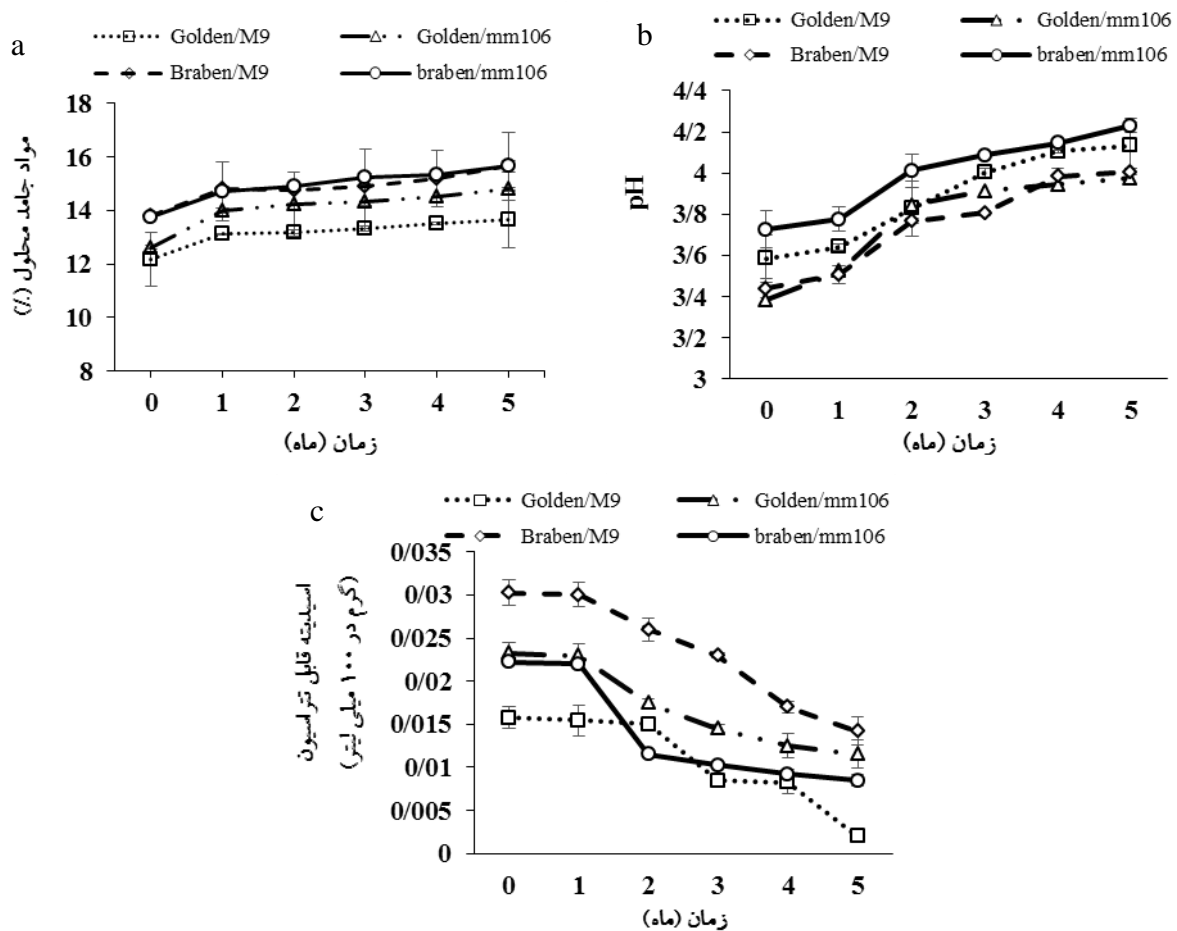 a
Golden/M9
Golden/mm106
Braben/M9
braben/mm106
مواد جامد محلول (٪)
18
16
14
12
10
8
0 1 2 3 4 5
زمان (ماه)
b
Golden/M9
Golden/mm106
Braben/M9
braben/mm106
pH
4/4
4/2
4
3/8
3/6
3/4
3/2
3
0 1 2 3 4 5
زمان (ماه)
c
Golden/M9
Golden/mm106
Braben/M9
braben/mm106
اسیدیته قابل تتراسیون
(گرم در ۱۰۰ میلی لیتر)
0/035
0/03
0/025
0/02
0/015
0/01
0/005
0
0 1 2 3 4 5
زمان (ماه)